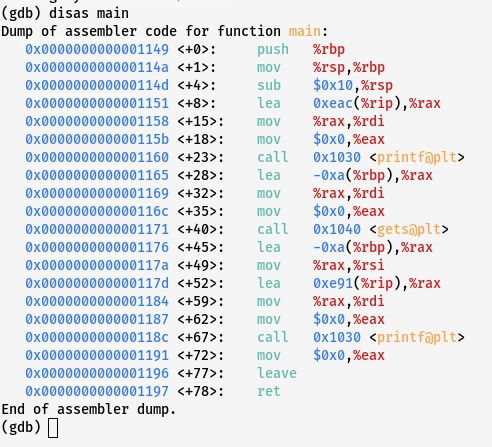 (gdb) disas main
Dump of assembler code for function main:
   0x0000000000001149 <+0>:     push   %rbp
   0x000000000000114a <+1>:     mov    %rsp,%rbp
   0x000000000000114d <+4>:     sub    $0x10,%rsp
   0x0000000000001151 <+8>:     lea    0xeac(%rip),%rax
   0x0000000000001158 <+15>:    mov    %rax,%rdi
   0x000000000000115b <+18>:    mov    $0x0,%eax
   0x0000000000001160 <+23>:    call   0x1030 <printf@plt>
   0x0000000000001165 <+28>:    lea    -0xa(%rbp),%rax
   0x0000000000001169 <+32>:    mov    %rax,%rdi
   0x000000000000116c <+35>:    mov    $0x0,%eax
   0x0000000000001171 <+40>:    call   0x1040 <gets@plt>
   0x0000000000001176 <+45>:    lea    -0xa(%rbp),%rax
   0x000000000000117a <+49>:    mov    %rax,%rsi
   0x000000000000117d <+52>:    lea    0xe91(%rip),%rax
   0x0000000000001184 <+59>:    mov    %rax,%rdi
   0x0000000000001187 <+62>:    mov    $0x0,%eax
   0x000000000000118c <+67>:    call   0x1030 <printf@plt>
   0x0000000000001191 <+72>:    mov    $0x0,%eax
   0x0000000000001196 <+77>:    leave
   0x0000000000001197 <+78>:    ret
End of assembler dump.
(gdb)